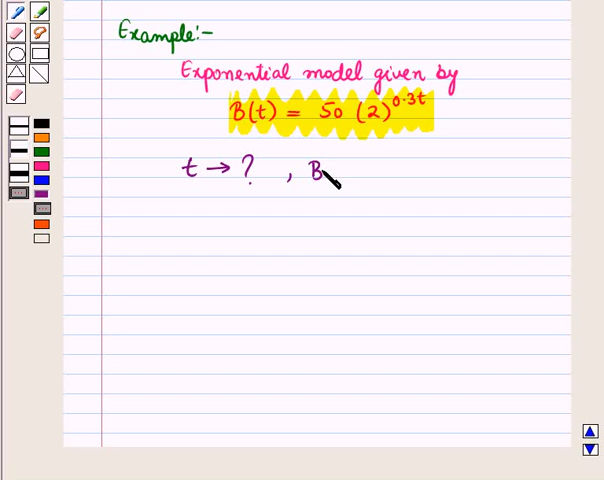 Example:-
Exponential model given by
B(t) = 50 (2)^0.3t
t → ? , B